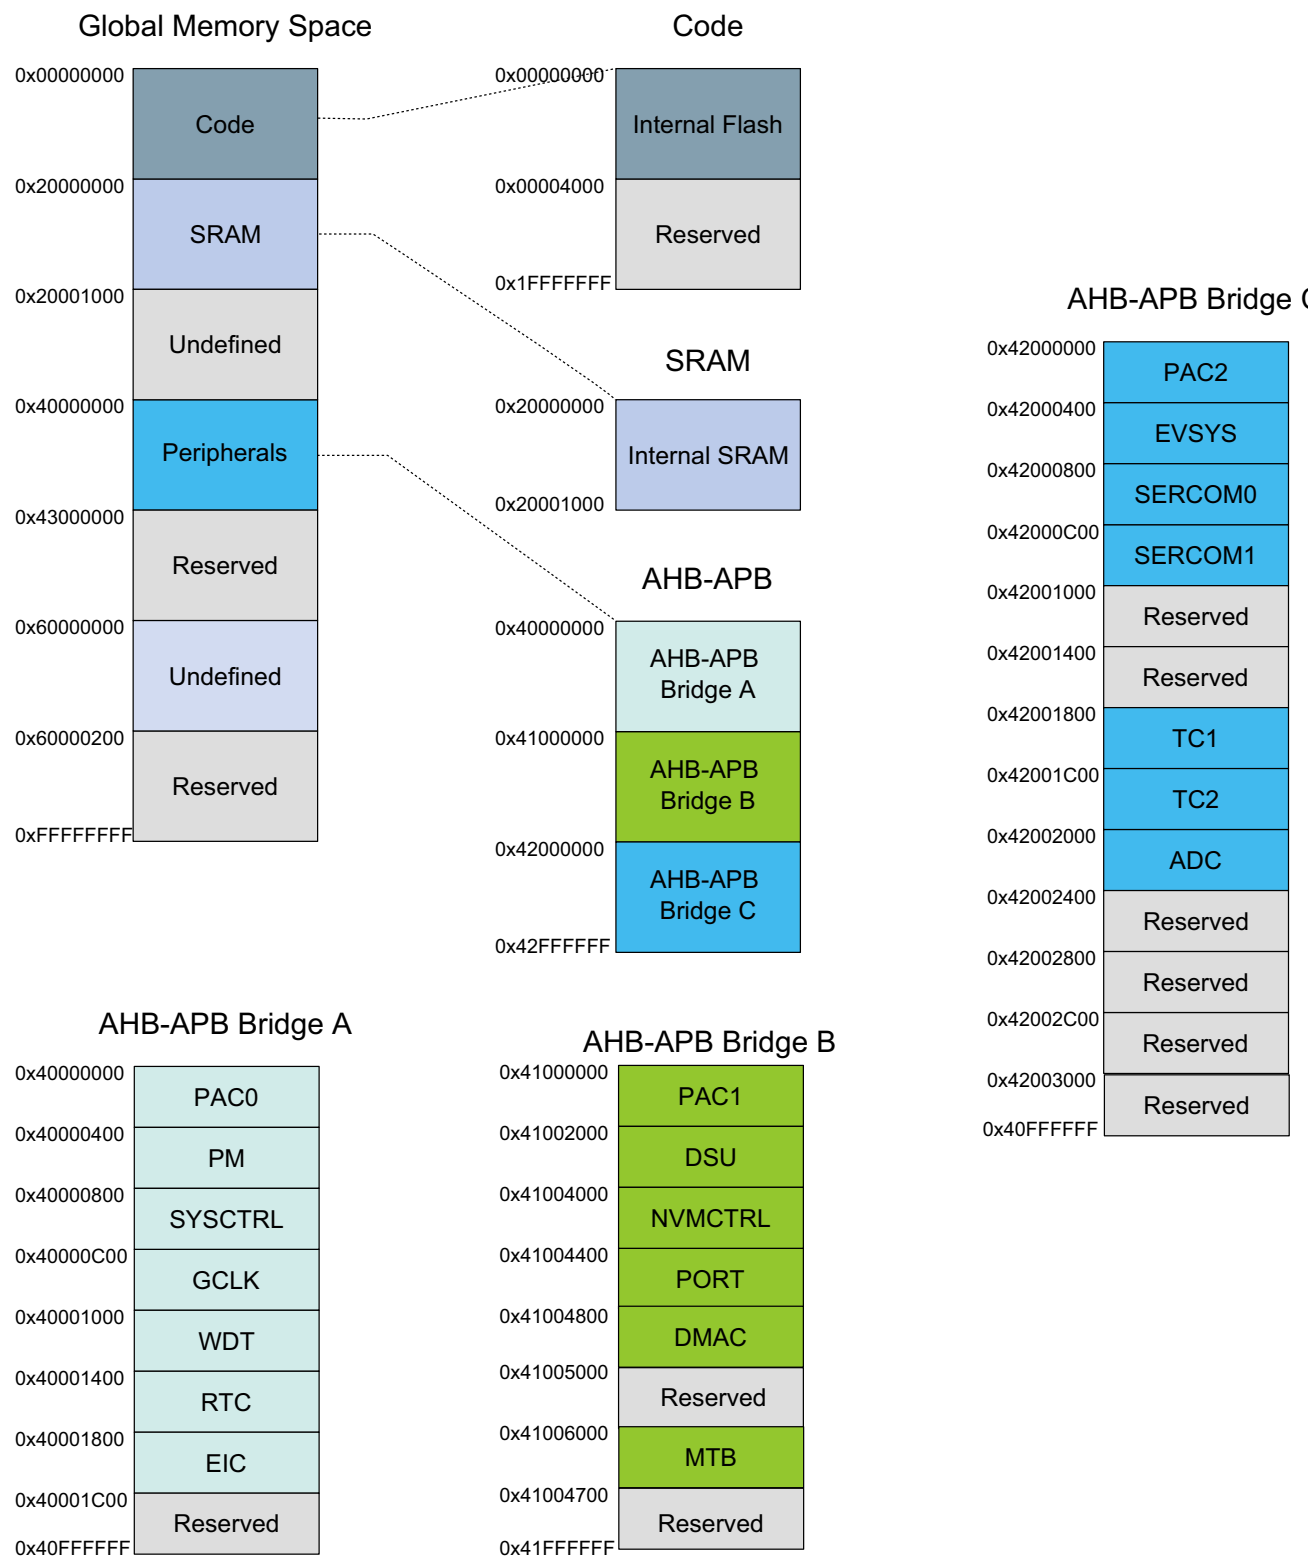 Global Memory Space
0x00000000
Code
0x20000000
SRAM
0x20001000
Undefined
0x40000000
Peripherals
0x43000000
Reserved
0x60000000
Undefined
0x60000200
Reserved
0xFFFFFFFF
Code
0x00000000
Internal Flash
0x00004000
Reserved
0x1FFFFFFF
SRAM
0x20000000
Internal SRAM
0x20001000
AHB-APB
0x40000000
AHB-APB
Bridge A
0x41000000
AHB-APB
Bridge B
0x42000000
AHB-APB
Bridge C
0x42FFFFFF
AHB-APB Bridge C
0x42000000
PAC2
0x42000400
EVSYS
0x42000800
SERCOM0
0x42000C00
SERCOM1
0x42001000
Reserved
0x42001400
Reserved
0x42001800
TC1
0x42001C00
TC2
0x42002000
ADC
0x42002400
Reserved
0x42002800
Reserved
0x42002C00
Reserved
0x42003000
Reserved
0x40FFFFFF
AHB-APB Bridge A
0x40000000
PAC0
0x40000400
PM
0x40000800
SYSCTRL
0x40000C00
GCLK
0x40001000
WDT
0x40001400
RTC
0x40001800
EIC
0x40001C00
Reserved
0x40FFFFFF
AHB-APB Bridge B
0x41000000
PAC1
0x41002000
DSU
0x41004000
NVMCTRL
0x41004400
PORT
0x41004800
DMAC
0x41005000
Reserved
0x41006000
MTB
0x41004700
Reserved
0x41FFFFFF